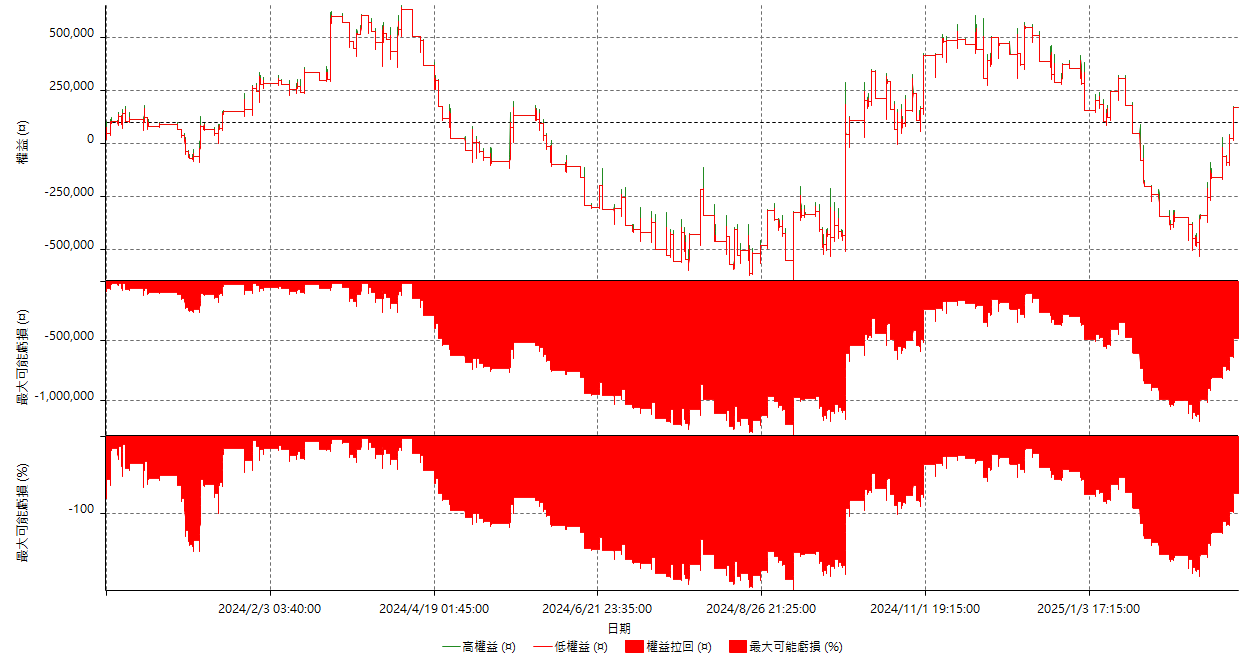 權益 (¤)
500,000
250,000
0
-250,000
-500,000
最大可能虧損 (¤)
-500,000
-1,000,000
最大可能虧損 (%)
-100
2024/2/3 03:40:00
2024/4/19 01:45:00
2024/6/21 23:35:00
2024/8/26 21:25:00
2024/11/1 19:15:00
2025/1/3 17:15:00
日期
高權益 (¤) 低權益 (¤) 權益拉回 (¤) 最大可能虧損 (%)